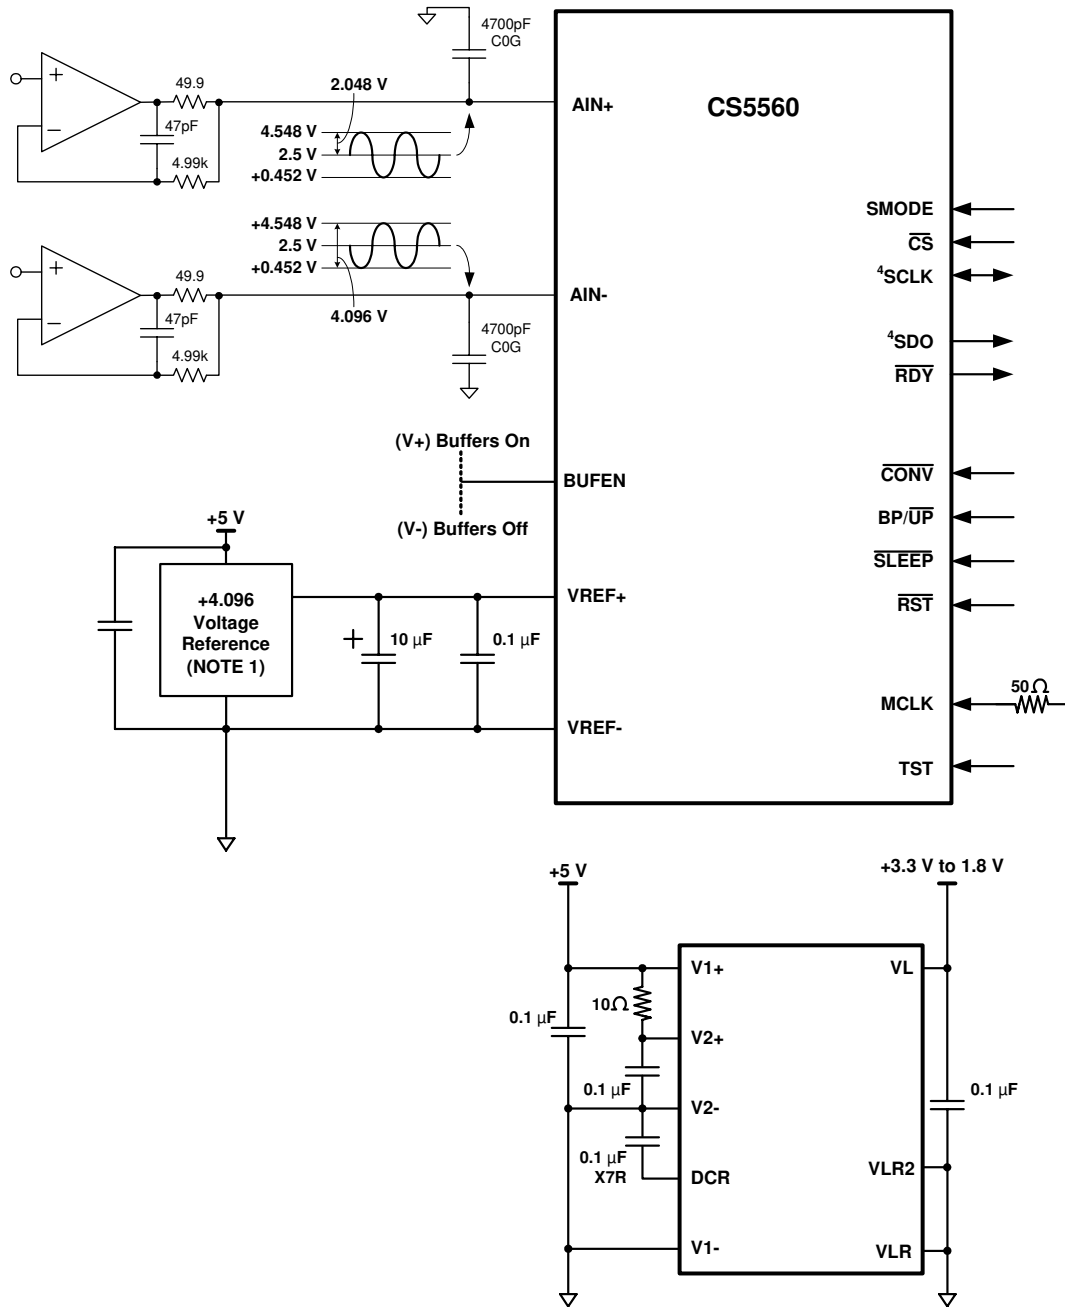 4700pF
C0G
49.9
2.048 V
AIN+
CS5560
47pF
4.548 V
2.5 V
+0.452 V
4.99k
SMODE
CS
+4.548 V
2.5 V
+0.452 V
49.9
4SCLK
AIN-
47pF
4.096 V
4700pF
C0G
4SDO
4.99k
RDY
(V+) Buffers On
BUFEN
CONV
(V-) Buffers Off
BP/UP
+5 V
SLEEP
+4.096
Voltage
Reference
(NOTE 1)
VREF+
RST
10 µF
0.1 µF
50Ω
MCLK
VREF-
TST
+5 V
+3.3 V to 1.8 V
V1+
VL
10Ω
0.1 µF
V2+
0.1 µF
0.1 µF
V2-
0.1 µF
X7R
DCR
VLR2
V1-
VLR